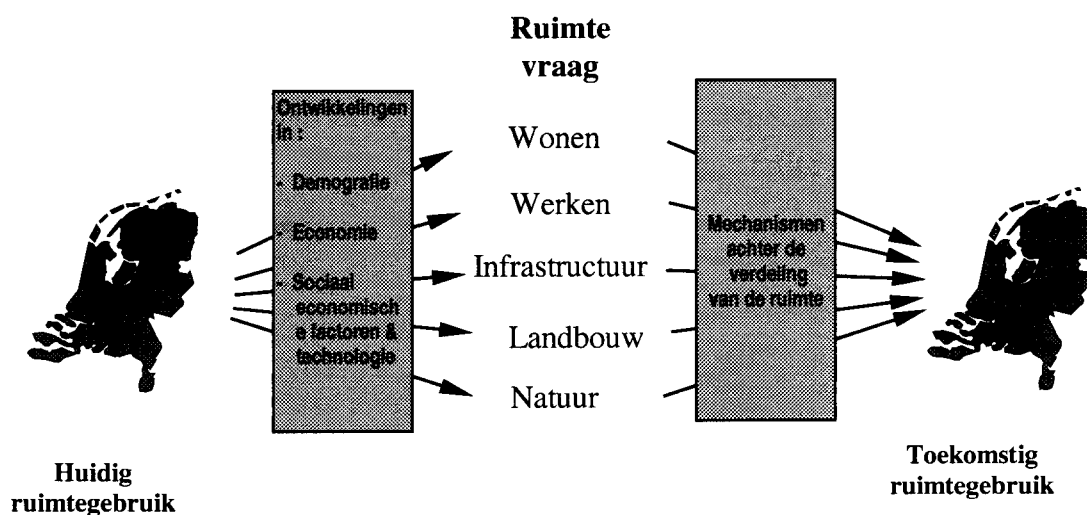 Ruimte
vraag
Ontwikkelingen
in :
- Demografie
- Economie
- Sociaal
economisch
e factoren &
technologie
Wonen
Werken
Infrastructuur
Landbouw
Natuur
Mechanismen
achter de
verdeling
van de ruimte
Huidig
ruimtegebruik
Toekomstig
ruimtegebruik